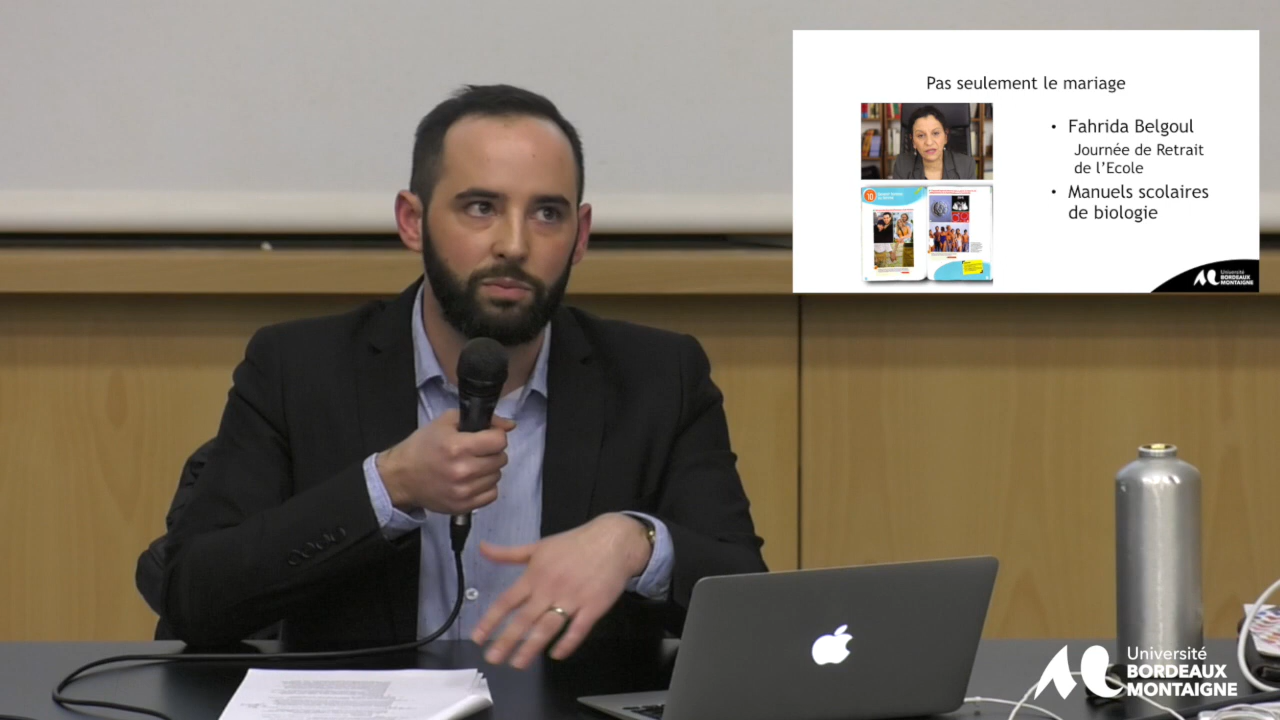 Pas seulement le mariage
• Fahrida Belgoul
Journée de Retrait
de l'Ecole
• Manuels scolaires
de biologie
10
Université
BORDEAUX
MONTAIGNE
Université
BORDEAUX
MONTAIGNE